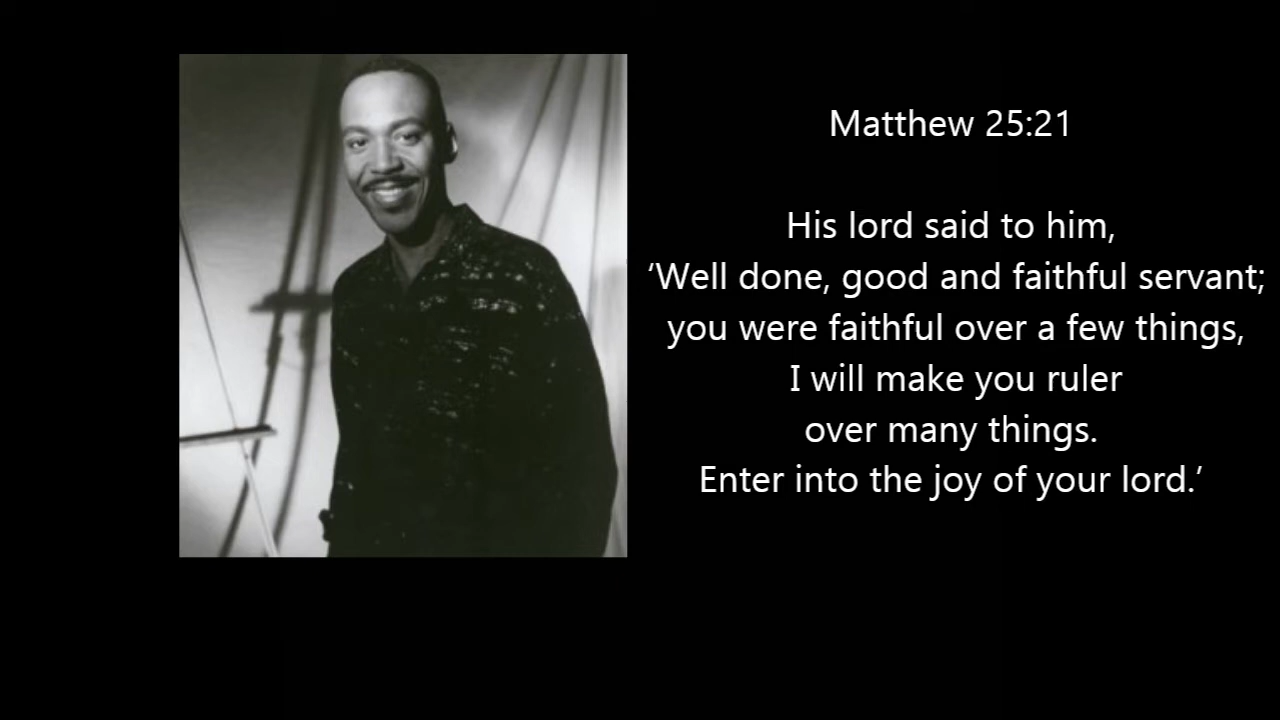 Matthew 25:21
His lord said to him,
‘Well done, good and faithful servant;
you were faithful over a few things,
I will make you ruler
over many things.
Enter into the joy of your lord.’